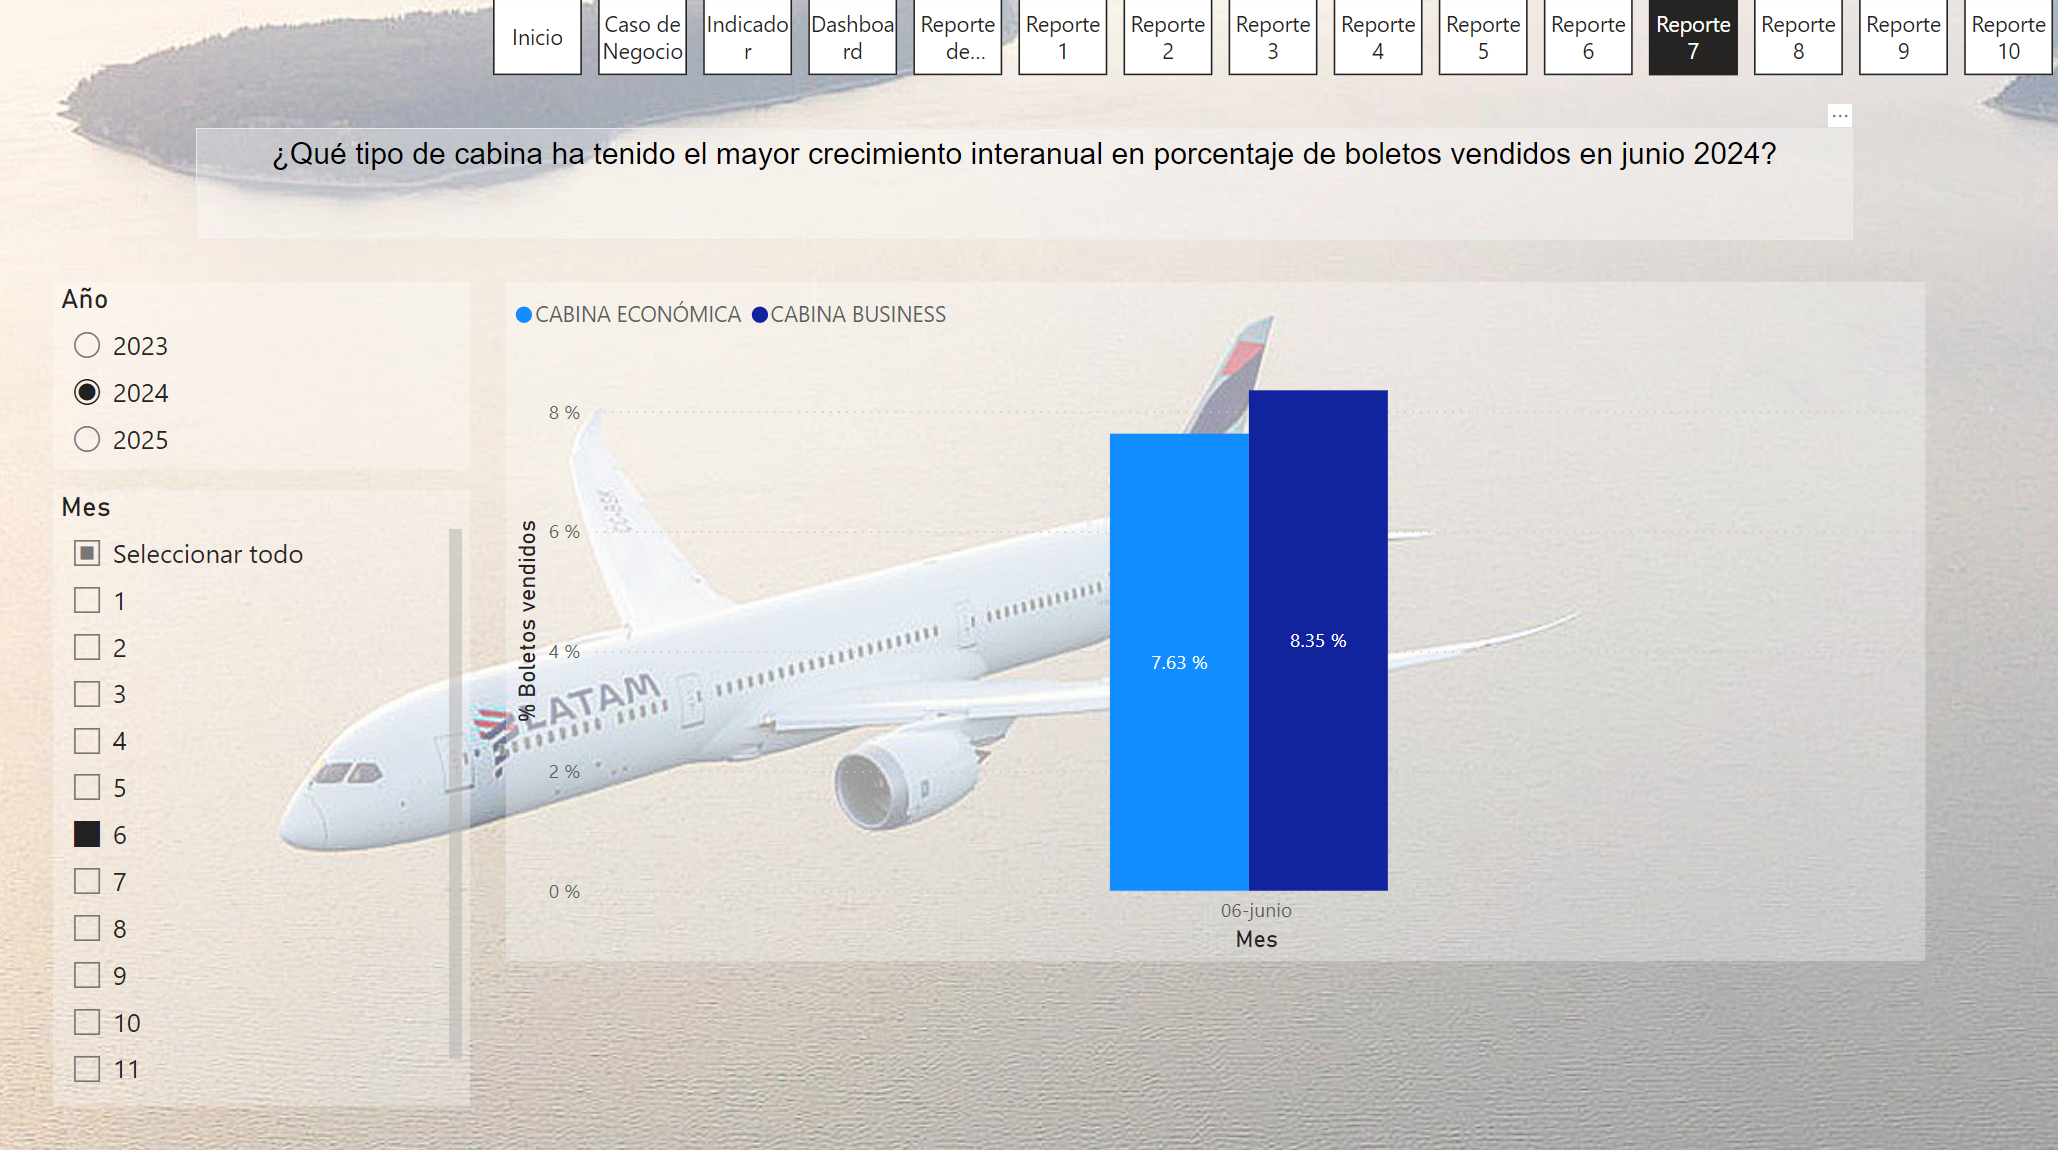 Inicio
Caso de
Negocio
Indicado
r
Dashboa
rd
Reporte
de...
Reporte
1
Reporte
2
Reporte
3
Reporte
4
Reporte
5
Reporte
6
Reporte
7
Reporte
8
Reporte
9
Reporte
10
...
¿Qué tipo de cabina ha tenido el mayor crecimiento interanual en porcentaje de boletos vendidos en junio 2024?
Año
2023
2024
2025
Mes
Seleccionar todo
1
2
3
4
5
6
7
8
9
10
11
CABINA ECONÓMICA CABINA BUSINESS
% Boletos vendidos
8 %
6 %
4 %
2 %
0 %
7.63 %
8.35 %
06-junio
Mes
LATAM